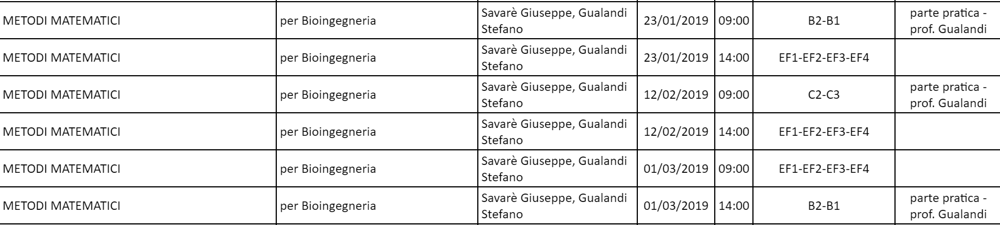 METODI MATEMATICI per Bioingegneria Savarè Giuseppe, Gualandi Stefano 23/01/2019 09:00 B2-B1 parte pratica - prof. Gualandi
METODI MATEMATICI per Bioingegneria Savarè Giuseppe, Gualandi Stefano 23/01/2019 14:00 EF1-EF2-EF3-EF4
METODI MATEMATICI per Bioingegneria Savarè Giuseppe, Gualandi Stefano 12/02/2019 09:00 C2-C3 parte pratica - prof. Gualandi
METODI MATEMATICI per Bioingegneria Savarè Giuseppe, Gualandi Stefano 12/02/2019 14:00 EF1-EF2-EF3-EF4
METODI MATEMATICI per Bioingegneria Savarè Giuseppe, Gualandi Stefano 01/03/2019 09:00 EF1-EF2-EF3-EF4
METODI MATEMATICI per Bioingegneria Savarè Giuseppe, Gualandi Stefano 01/03/2019 14:00 B2-B1 parte pratica - prof. Gualandi